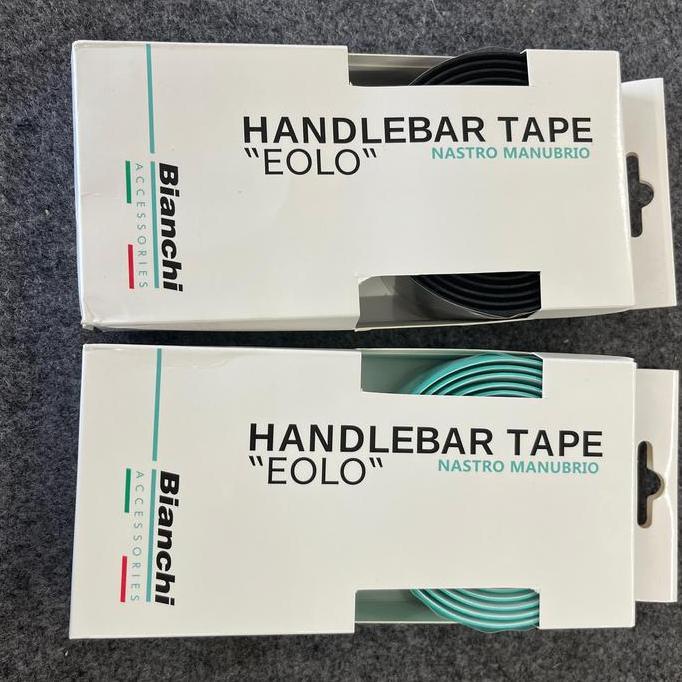 HANDLEBAR TAPE
"EOLO"
NASTRO MANUBRIO
Bianchi
ACCESSORIES
HANDLEBAR TAPE
"EOLO"
NASTRO MANUBRIO
Bianchi
ACCESSORIES